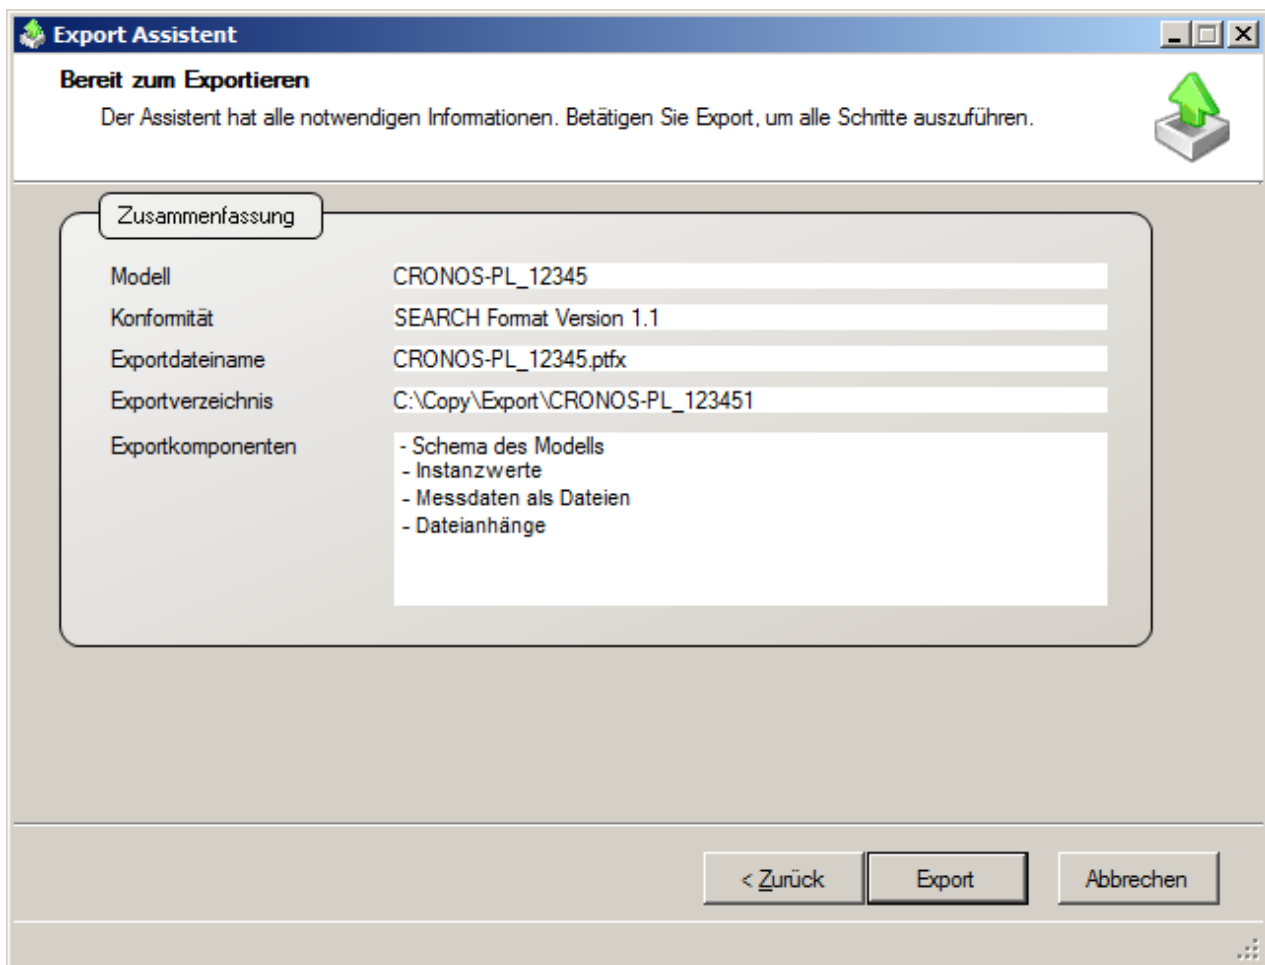 Export Assistent
Bereit zum Exportieren
Der Assistent hat alle notwendigen Informationen. Betätigen Sie Export, um alle Schritte auszuführen.
Zusammenfassung
Modell CRONOS-PL_12345
Konformität SEARCH Format Version 1.1
Exportdateiname CRONOS-PL_12345.ptfx
Exportverzeichnis C:\Copy\Export\CRONOS-PL_123451
Exportkomponenten - Schema des Modells
- Instanzwerte
- Messdaten als Dateien
- Dateianhänge
< Zurück Export Abbrechen